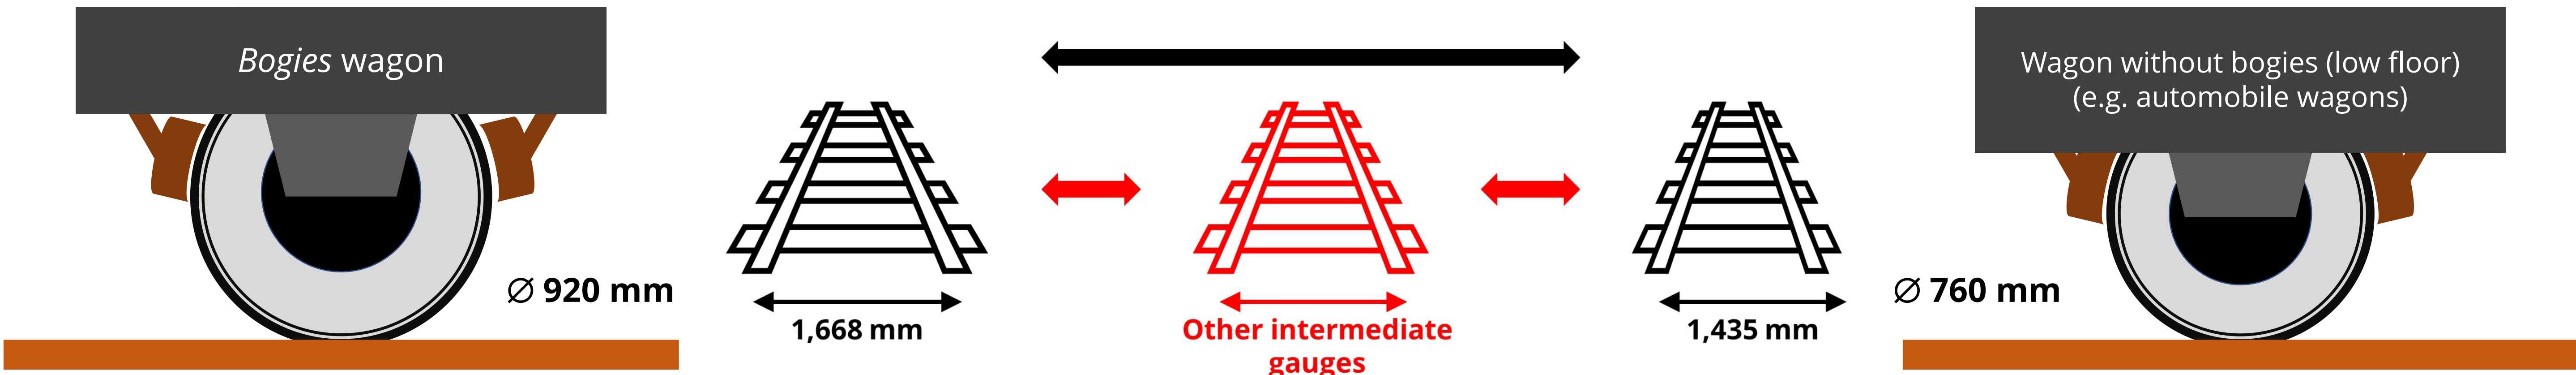 Bogies wagon
∅ 920 mm
1,668 mm
Other intermediate
gauges
1,435 mm
Wagon without bogies (low floor)
(e.g. automobile wagons)
∅ 760 mm